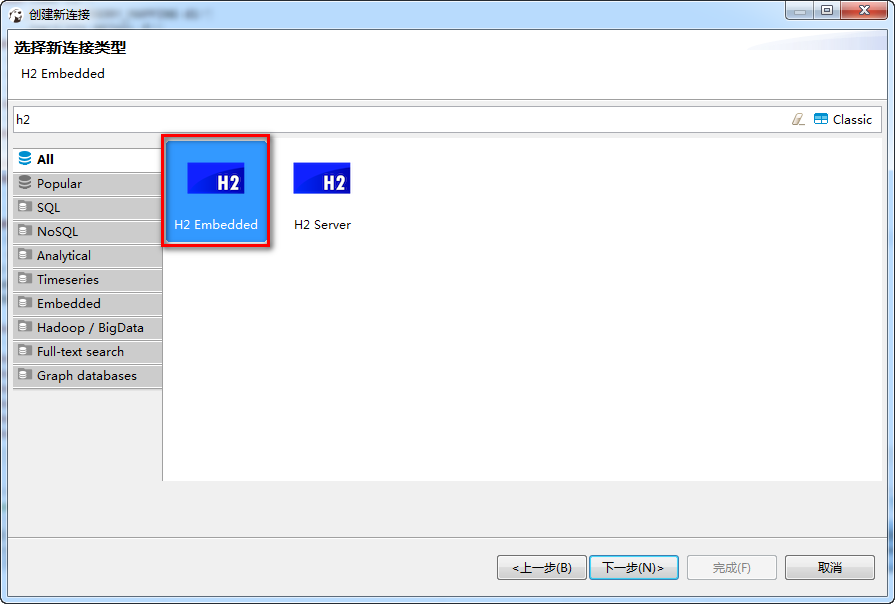 创建新连接
选择新连接类型
H2 Embedded
h2
Classic
All
Popular
SQL
NoSQL
Analytical
Timeseries
Embedded
Hadoop / BigData
Full-text search
Graph databases
H2
H2 Embedded
H2
H2 Server
<上一步(B)
下一步(N)>
完成(F)
取消